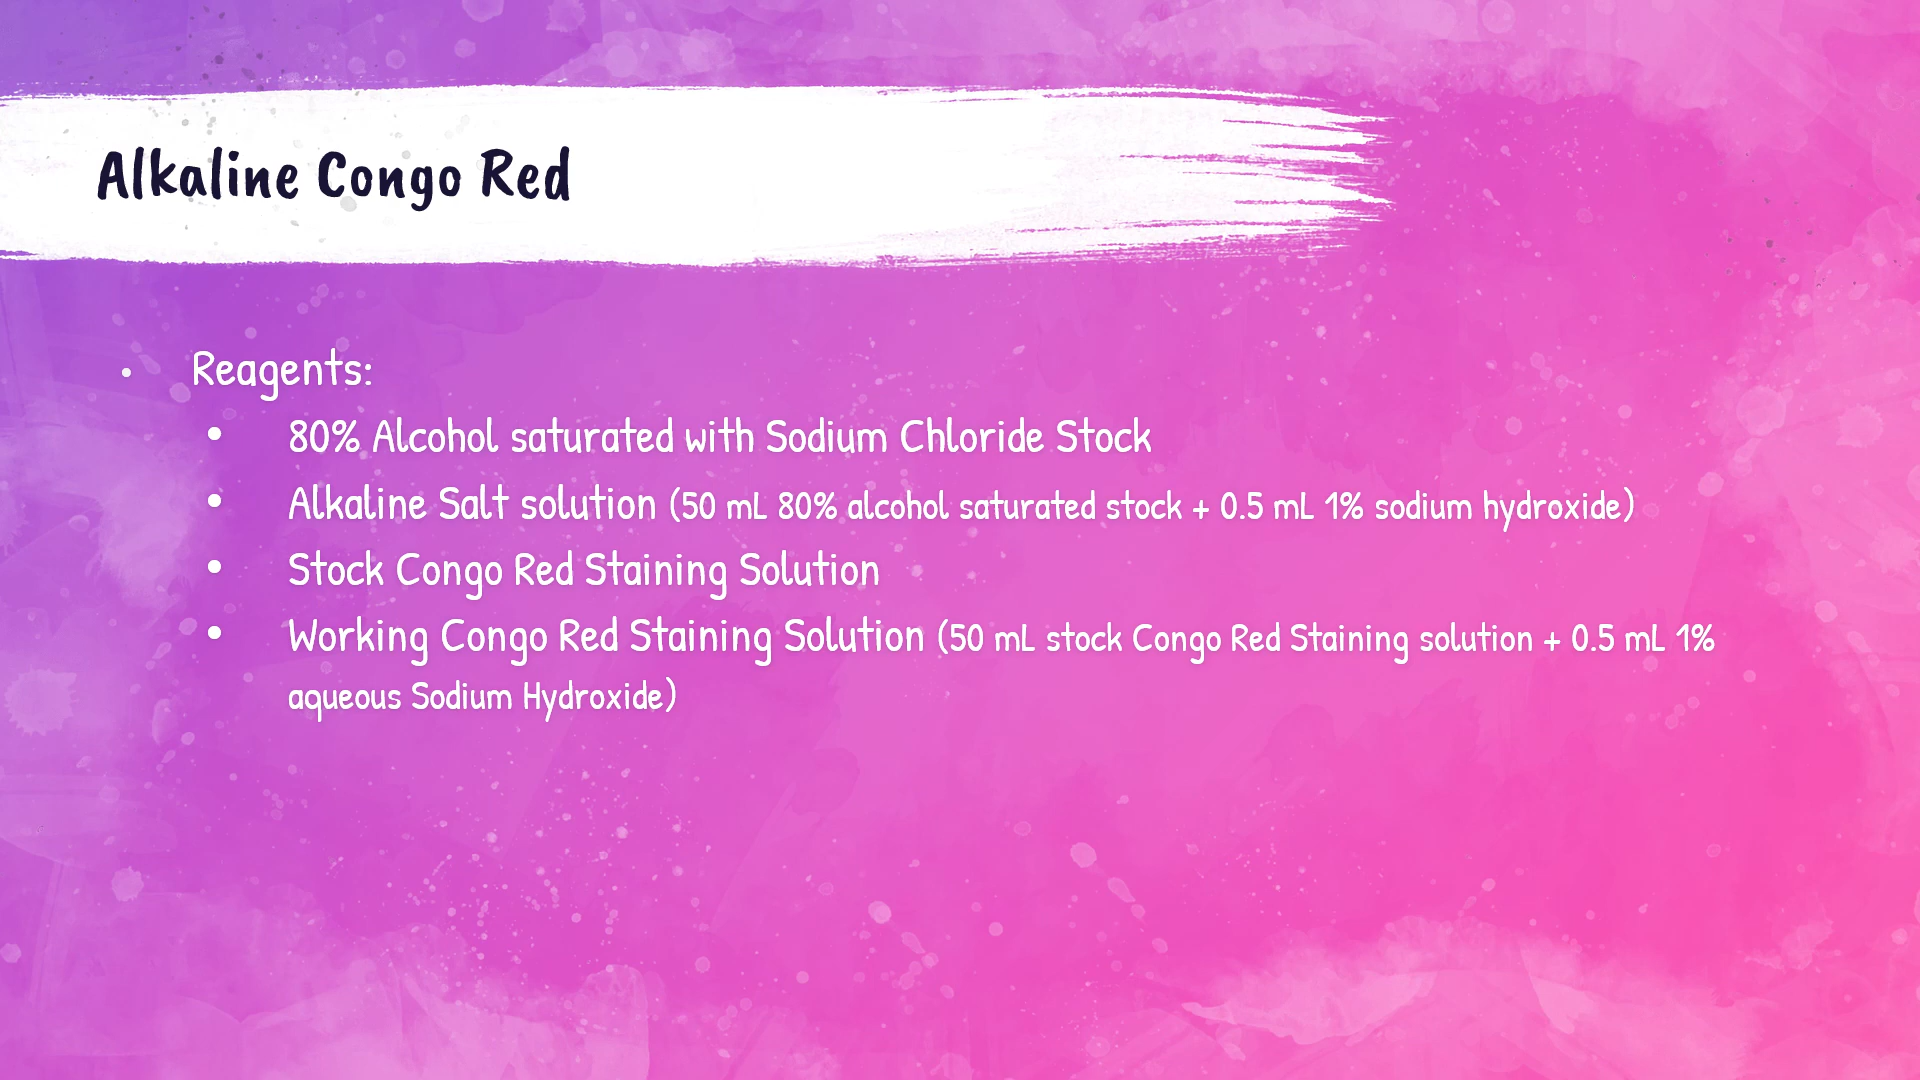 Alkaline Congo Red
• Reagents:
• 80% Alcohol saturated with Sodium Chloride Stock
• Alkaline Salt solution (50 mL 80% alcohol saturated stock + 0.5 mL 1% sodium hydroxide)
• Stock Congo Red Staining Solution
• Working Congo Red Staining Solution (50 mL stock Congo Red Staining solution + 0.5 mL 1%
aqueous Sodium Hydroxide)